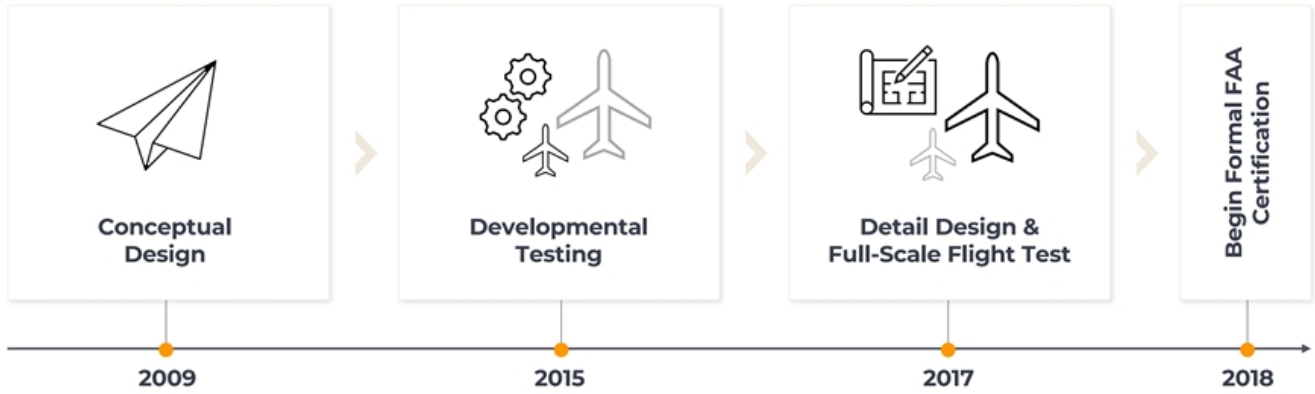 Conceptual
Design
Developmental
Testing
Detail Design &
Full-Scale Flight Test
Begin Formal FAA
Certification
2009
2015
2017
2018